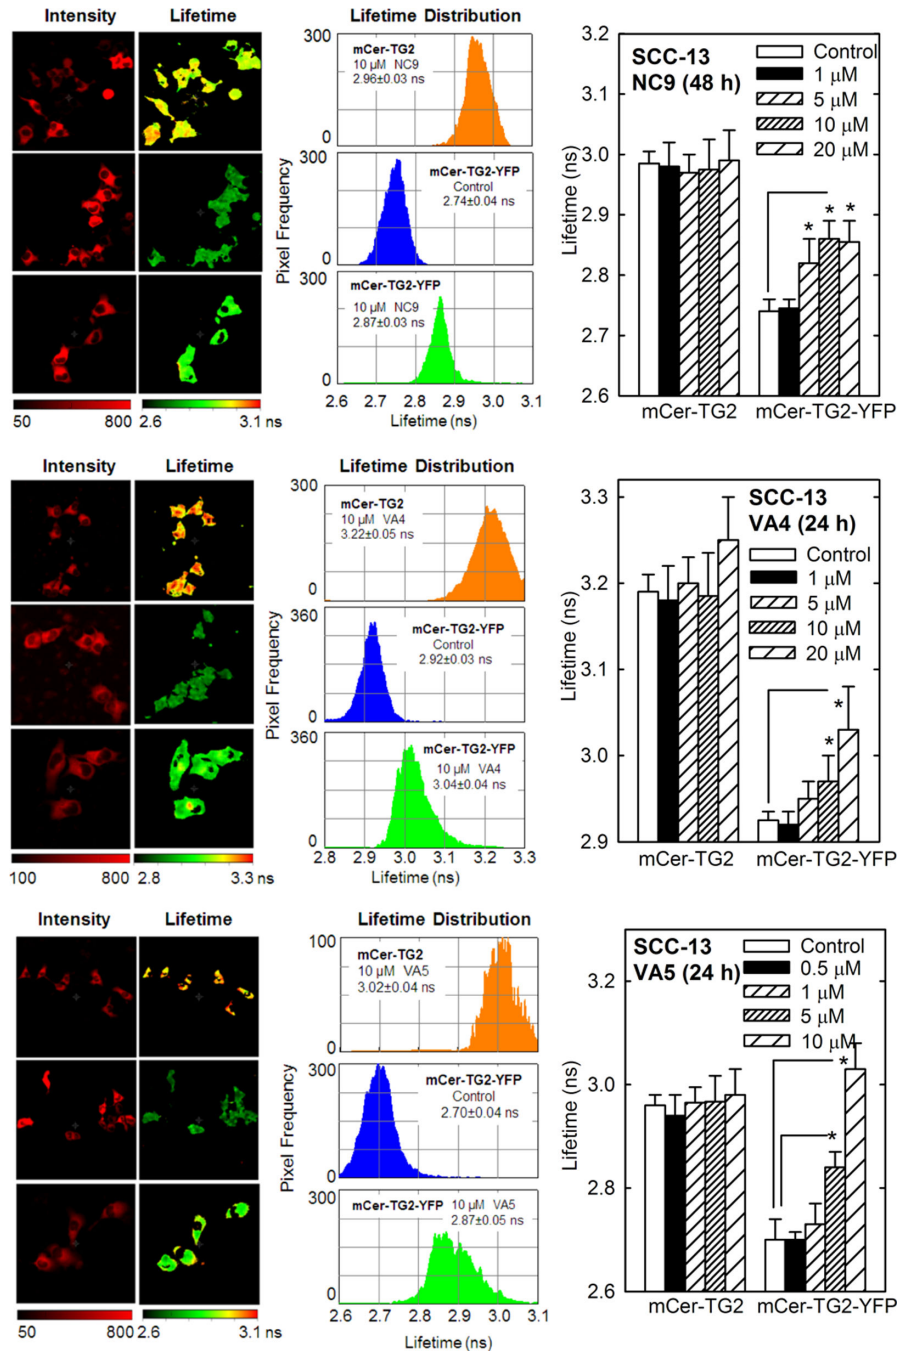 Intensity Lifetime Lifetime Distribution
300
mCer-TG2
10 µM NC9
2.96±0.03 ns
0
300
mCer-TG2-YFP
Control
2.74±0.04 ns
0
300
mCer-TG2-YFP
10 µM NC9
2.87±0.03 ns
0
Pixel Frequency
50 800 2.6 3.1 ns
2.6 2.7 2.8 2.9 3.0 3.1
Lifetime (ns)
SCC-13
NC9 (48 h)
Control
1 µM
5 µM
10 µM
20 µM
3.2
3.1
3.0
2.9
2.8
2.7
2.6
Lifetime (ns)
* * *
mCer-TG2 mCer-TG2-YFP
Intensity Lifetime Lifetime Distribution
300
mCer-TG2
10 µM VA4
3.22±0.05 ns
0
360
mCer-TG2-YFP
Control
2.92±0.03 ns
0
360
mCer-TG2-YFP
10 µM VA4
3.04±0.04 ns
0
Pixel Frequency
100 800 2.8 3.3 ns
2.8 2.9 3.0 3.1 3.2 3.3
Lifetime (ns)
SCC-13
VA4 (24 h)
Control
1 µM
5 µM
10 µM
20 µM
3.3
3.2
3.1
3.0
2.9
Lifetime (ns)
* *
mCer-TG2 mCer-TG2-YFP
Intensity Lifetime Lifetime Distribution
100
mCer-TG2
10 µM VA5
3.02±0.04 ns
0
300
mCer-TG2-YFP
Control
2.70±0.04 ns
0
300
mCer-TG2-YFP 10 µM VA5
2.87±0.05 ns
0
Pixel Frequency
50 800 2.6 3.1 ns
2.6 2.7 2.8 2.9 3.0 3.1
Lifetime (ns)
SCC-13
VA5 (24 h)
Control
0.5 µM
1 µM
5 µM
10 µM
3.2
3.0
2.8
2.6
Lifetime (ns)
* *
mCer-TG2 mCer-TG2-YFP